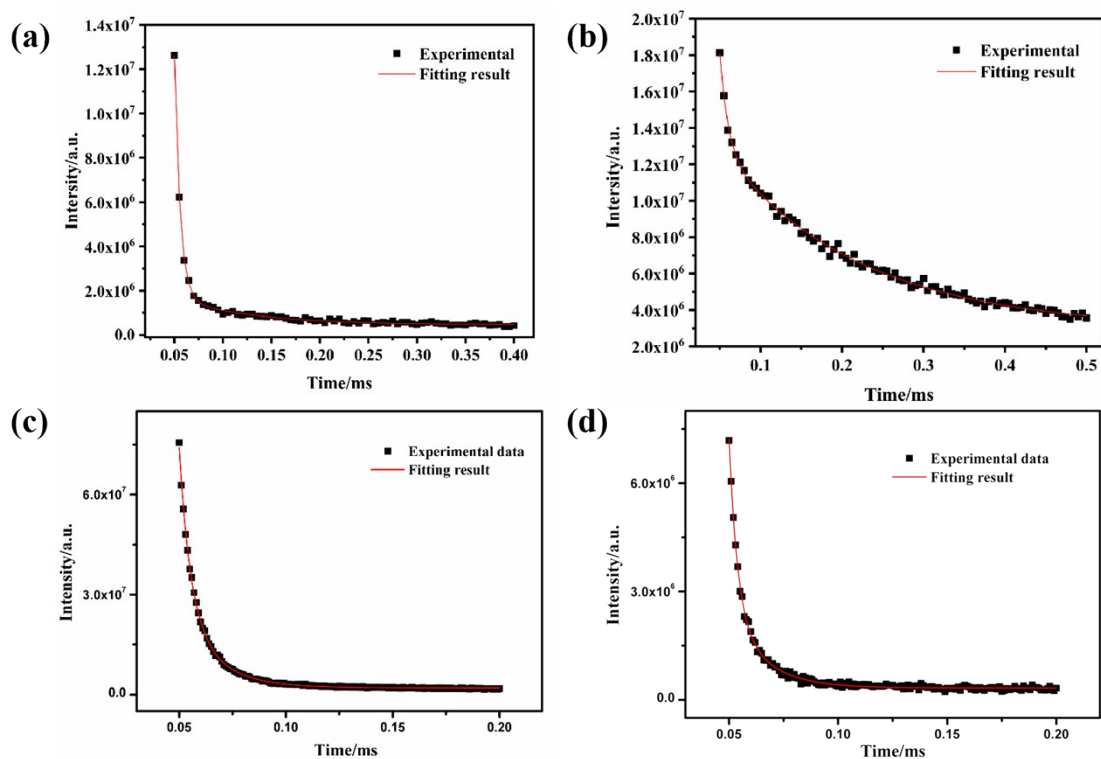 (a)
Experimental
Fitting result
1.4x10⁷
1.2x10⁷
1.0x10⁷
8.0x10⁶
6.0x10⁶
4.0x10⁶
2.0x10⁶
0.0
Intersity/a.u.
0.05 0.10 0.15 0.20 0.25 0.30 0.35 0.40
Time/ms
(b)
Experimental
Fitting result
2.0x10⁷
1.8x10⁷
1.6x10⁷
1.4x10⁷
1.2x10⁷
1.0x10⁷
8.0x10⁶
6.0x10⁶
4.0x10⁶
2.0x10⁶
Intensity/a.u.
0.1 0.2 0.3 0.4 0.5
Time/ms
(c)
Experimental data
Fitting result
6.0x10⁷
3.0x10⁷
0.0
Intensity/a.u.
0.05 0.10 0.15 0.20
Time/ms
(d)
Experimental data
Fitting result
6.0x10⁶
3.0x10⁶
0.0
Intensity/a.u.
0.05 0.10 0.15 0.20
Time/ms